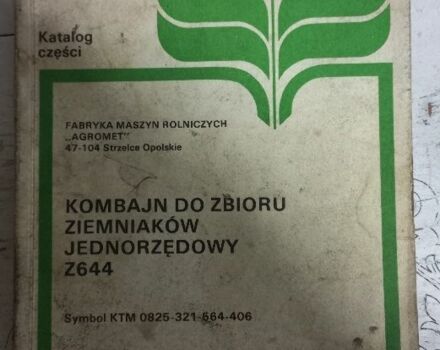 Katalog
części
FABRYKA MASZYN ROLNICZYCH
„AGROMET"
47-104 Strzelce Opolskie
KOMBAJN DO ZBIORU
ZIEMNIAKÓW
JEDNORZĘDOWY
Z644
Symbol KTM 0825-321-664-406